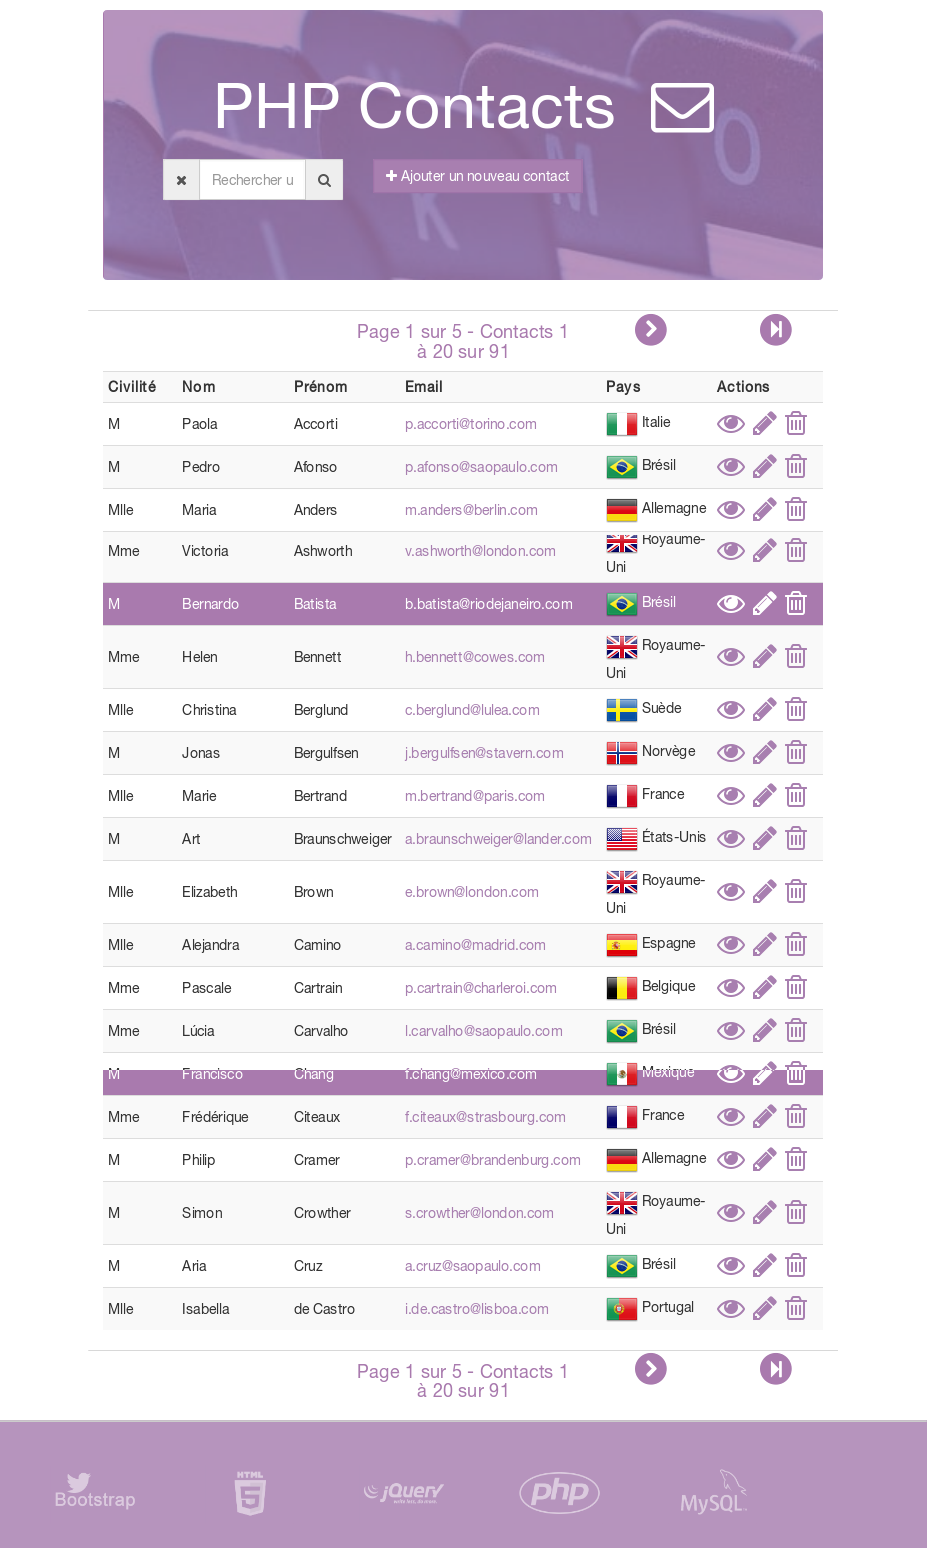 PHP Contacts
Rechercher u
Ajouter un nouveau contact
Page 1 sur 5 - Contacts 1
à 20 sur 91
Civilité Nom Prénom Email Pays Actions
M Paola Accorti p.accorti@torino.com Italie
M Pedro Afonso p.afonso@saopaulo.com Brésil
Mlle Maria Anders m.anders@berlin.com Allemagne
Mme Victoria Ashworth v.ashworth@london.com Royaume-
Uni
M Bernardo Batista b.batista@riodejaneiro.com Brésil
Mme Helen Bennett h.bennett@cowes.com Royaume-
Uni
Mlle Christina Berglund c.berglund@lulea.com Suède
M Jonas Bergulfsen j.bergulfsen@stavern.com Norvège
Mlle Marie Bertrand m.bertrand@paris.com France
M Art Braunschweiger a.braunschweiger@lander.com États-Unis
Mlle Elizabeth Brown e.brown@london.com Royaume-
Uni
Mlle Alejandra Camino a.camino@madrid.com Espagne
Mme Pascale Cartrain p.cartrain@charleroi.com Belgique
Mme Lúcia Carvalho l.carvalho@saopaulo.com Brésil
M Francisco Chang f.chang@mexico.com Mexique
Mme Frédérique Citeaux f.citeaux@strasbourg.com France
M Philip Cramer p.cramer@brandenburg.com Allemagne
M Simon Crowther s.crowther@london.com Royaume-
Uni
M Aria Cruz a.cruz@saopaulo.com Brésil
Mlle Isabella de Castro i.de.castro@lisboa.com Portugal
Page 1 sur 5 - Contacts 1
à 20 sur 91
Bootstrap
HTML
5
jQuery
write less, do more.
php
MySQL